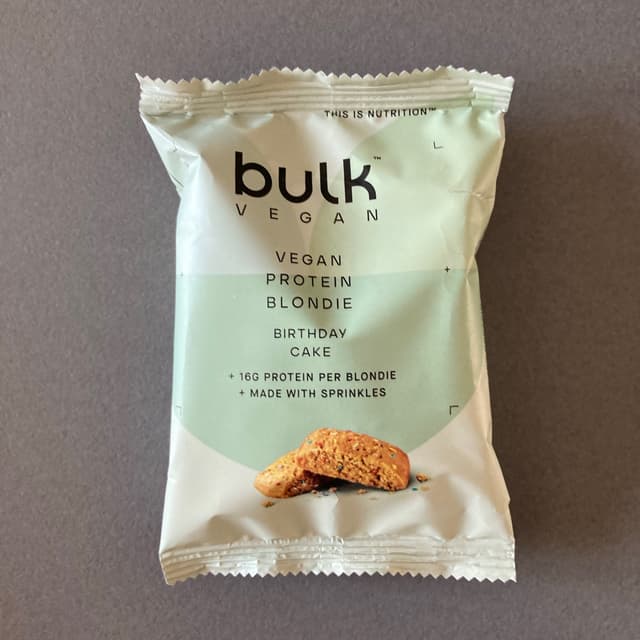 THIS IS NUTRITION™
bulk™
VEGAN
VEGAN
PROTEIN
BLONDIE
BIRTHDAY
CAKE
+ 16G PROTEIN PER BLONDIE
+ MADE WITH SPRINKLES